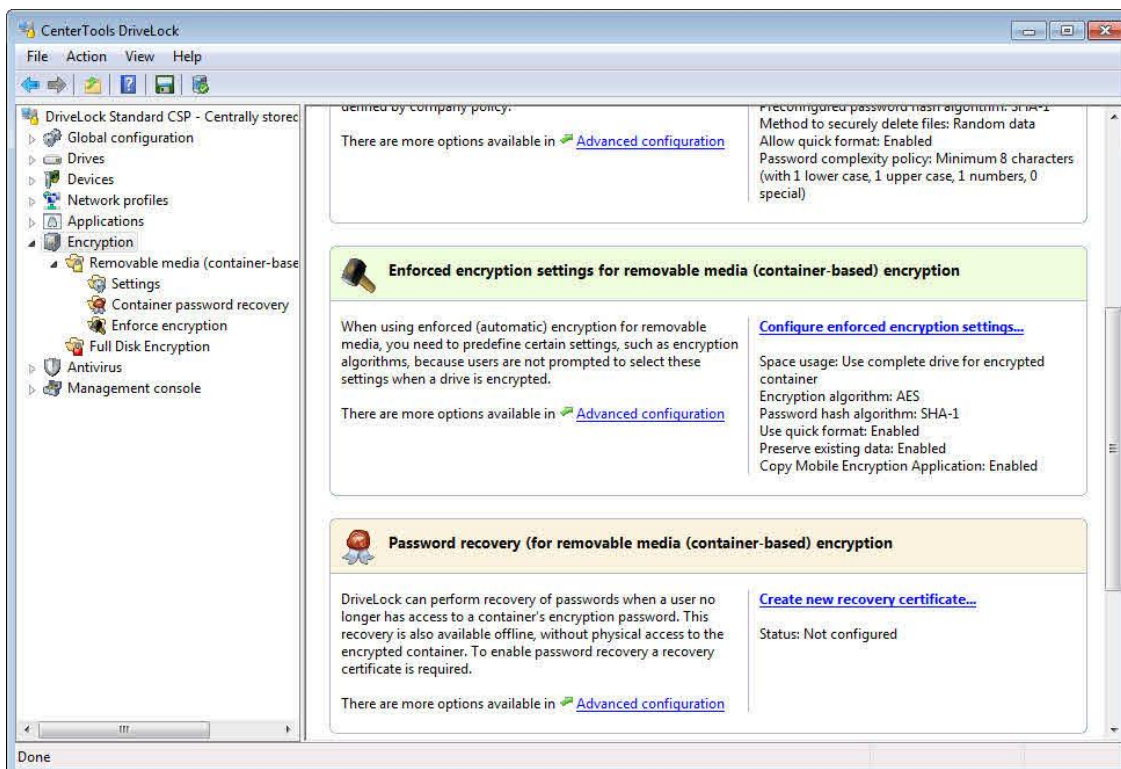 CenterTools DriveLock
File Action View Help
DriveLock Standard CSP - Centrally stored
Global configuration
Drives
Devices
Network profiles
Applications
Encryption
Removable media (container-base
Settings
Container password recovery
Enforce encryption
Full Disk Encryption
Antivirus
Management console
defined by company policy.
There are more options available in Advanced configuration
Preconfigured password hash algorithm: SHA-1
Method to securely delete files: Random data
Allow quick format: Enabled
Password complexity policy: Minimum 8 characters
(with 1 lower case, 1 upper case, 1 numbers, 0
special)
Enforced encryption settings for removable media (container-based) encryption
When using enforced (automatic) encryption for removable
media, you need to predefine certain settings, such as encryption
algorithms, because users are not prompted to select these
settings when a drive is encrypted.
There are more options available in Advanced configuration
Configure enforced encryption settings...
Space usage: Use complete drive for encrypted
container
Encryption algorithm: AES
Password hash algorithm: SHA-1
Use quick format: Enabled
Preserve existing data: Enabled
Copy Mobile Encryption Application: Enabled
Password recovery (for removable media (container-based) encryption
DriveLock can perform recovery of passwords when a user no
longer has access to a container's encryption password. This
recovery is also available offline, without physical access to the
encrypted container. To enable password recovery a recovery
certificate is required.
There are more options available in Advanced configuration
Create new recovery certificate...
Status: Not configured
Done